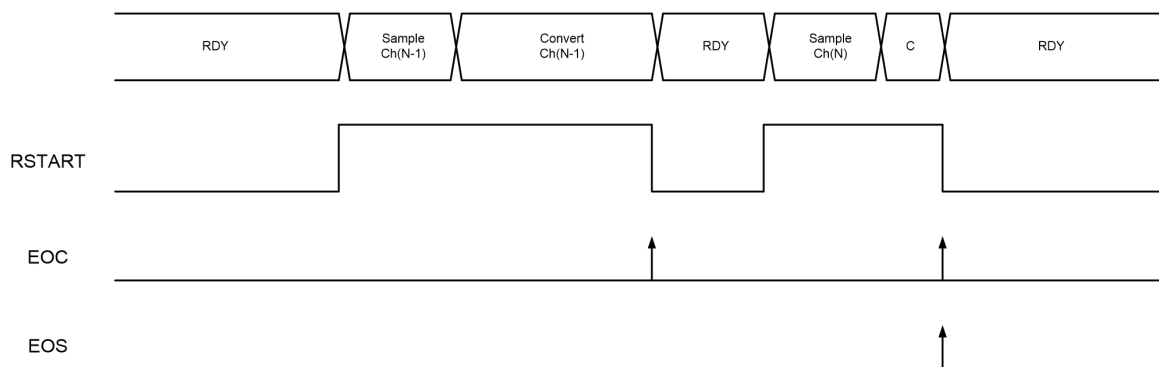 RDY
Sample
Ch(N-1)
Convert
Ch(N-1)
RDY
Sample
Ch(N)
C
RDY
RSTART
EOC
EOS